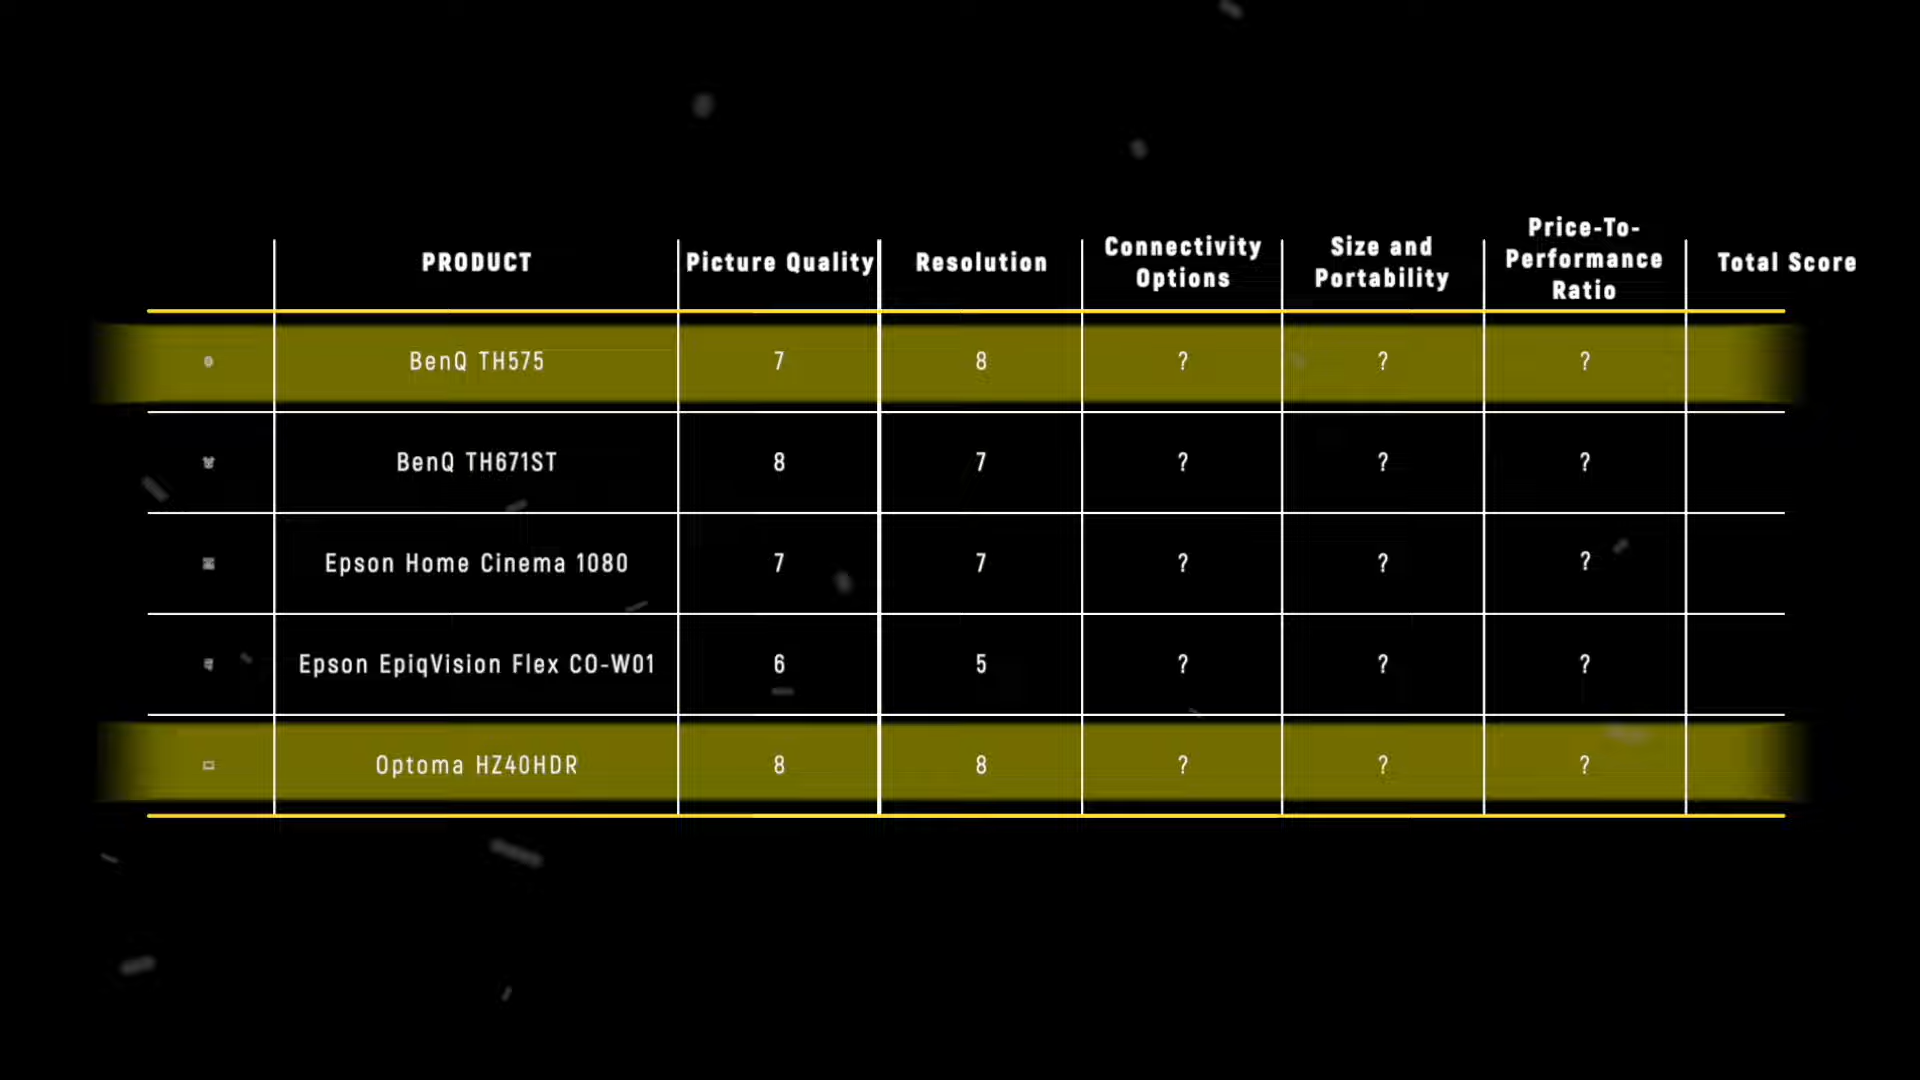 PRODUCT
Picture Quality
Resolution
Connectivity
Options
Size and
Portability
Price-To-
Performance
Ratio
Total Score
BenQ TH575 7 8 ? ? ?
BenQ TH671ST 8 7 ? ? ?
Epson Home Cinema 1080 7 7 ? ? ?
Epson EpiqVision Flex CO-W01 6 5 ? ? ?
Optoma HZ40HDR 8 8 ? ? ?